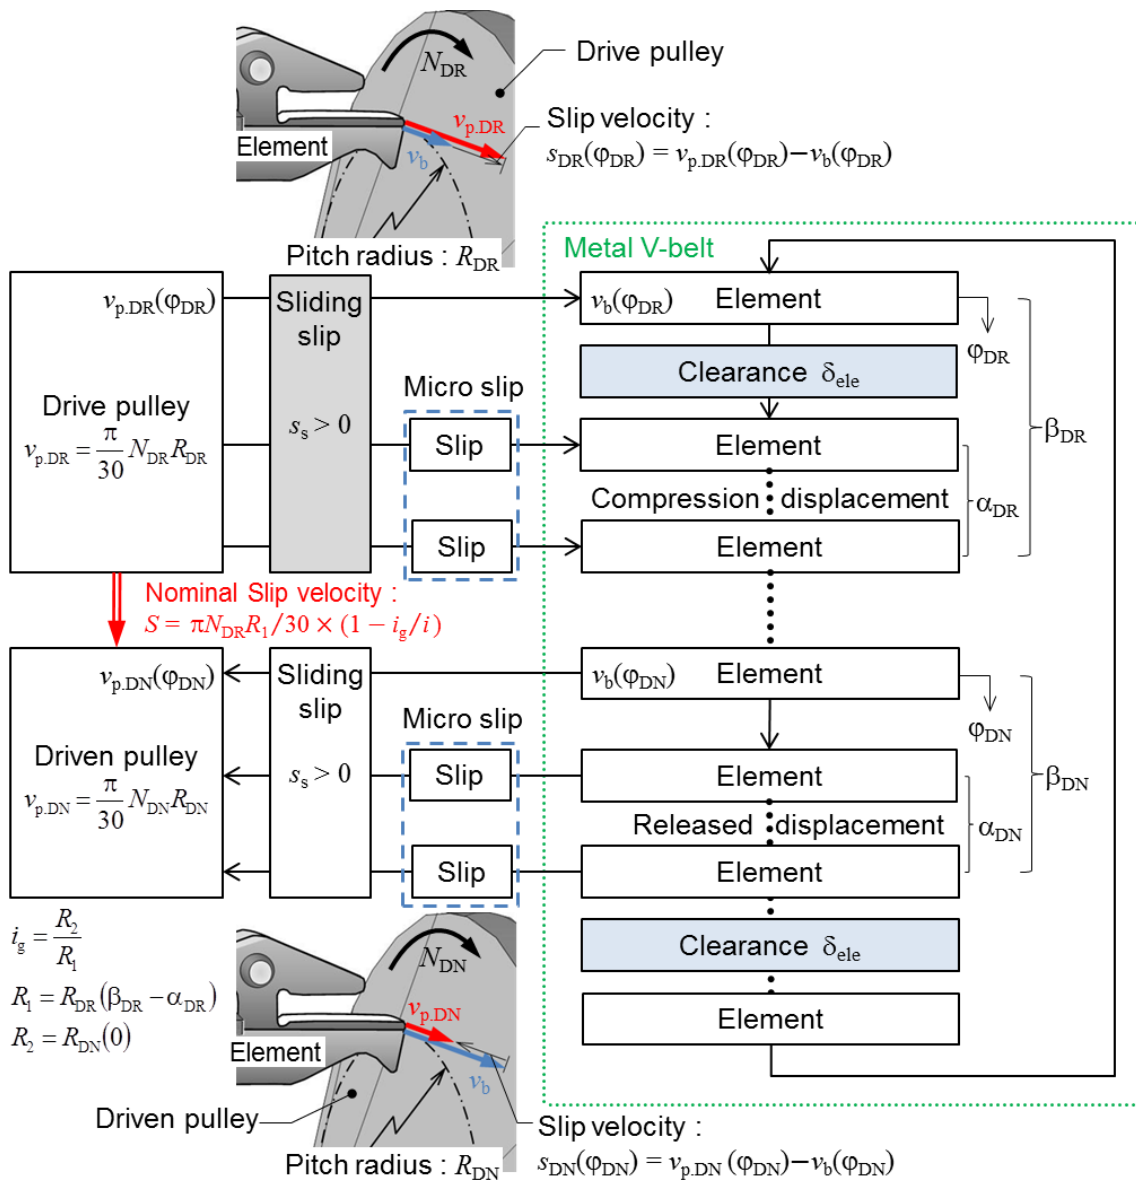 N_DR
Drive pulley
v_p.DR
Element
v_b
Slip velocity :
s_DR(φ_DR) = v_p.DR(φ_DR)−v_b(φ_DR)
Pitch radius : R_DR
Metal V-belt
v_p.DR(φ_DR)
Sliding
slip
v_b(φ_DR)
Element
φ_DR
Clearance δ_ele
Micro slip
Drive pulley
v_p.DR = π/30 N_DR R_DR
s_s > 0
Slip
Element
β_DR
Compression displacement
α_DR
Slip
Element
Nominal Slip velocity :
S = πN_DR R_1/30 × (1 − i_g/i)
v_p.DN(φ_DN)
Sliding
slip
v_b(φ_DN)
Element
φ_DN
Micro slip
Driven pulley
v_p.DN = π/30 N_DN R_DN
s_s > 0
Slip
Element
β_DN
Released displacement
α_DN
Slip
Element
i_g = R_2/R_1
R_1 = R_DR(β_DR − α_DR)
R_2 = R_DN(0)
Clearance δ_ele
Element
N_DN
v_p.DN
Element
v_b
Driven pulley
Pitch radius : R_DN
Slip velocity :
s_DN(φ_DN) = v_p.DN(φ_DN)−v_b(φ_DN)